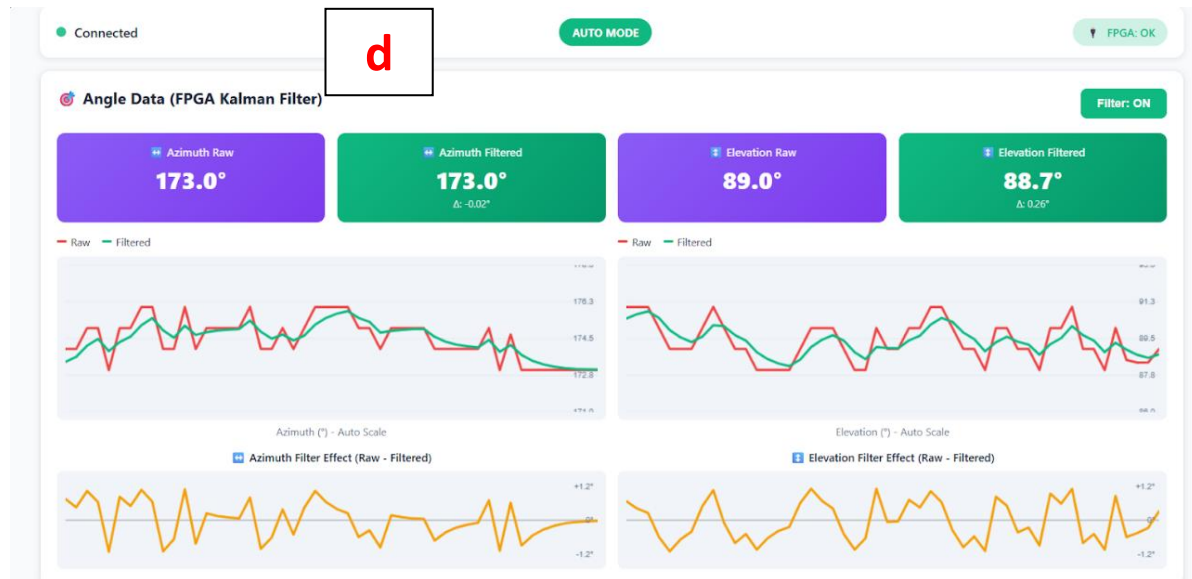 Connected
d
AUTO MODE
FPGA: OK
Angle Data (FPGA Kalman Filter)
Filter: ON
Azimuth Raw
173.0°
Azimuth Filtered
173.0°
Δ: -0.02°
Elevation Raw
89.0°
Elevation Filtered
88.7°
Δ: 0.26°
Raw
Filtered
176.3
174.5
172.8
Azimuth (°) - Auto Scale
Azimuth Filter Effect (Raw - Filtered)
+1.2°
0°
-1.2°
Raw
Filtered
91.3
89.5
87.8
Elevation (°) - Auto Scale
Elevation Filter Effect (Raw - Filtered)
+1.2°
0°
-1.2°